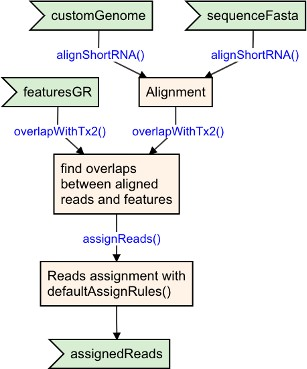 customGenome
sequenceFasta
alignShortRNA()
alignShortRNA()
featuresGR
Alignment
overlapWithTx2()
overlapWithTx2()
find overlaps
between aligned
reads and features
assignReads()
Reads assignment with
defaultAssignRules()
assignedReads